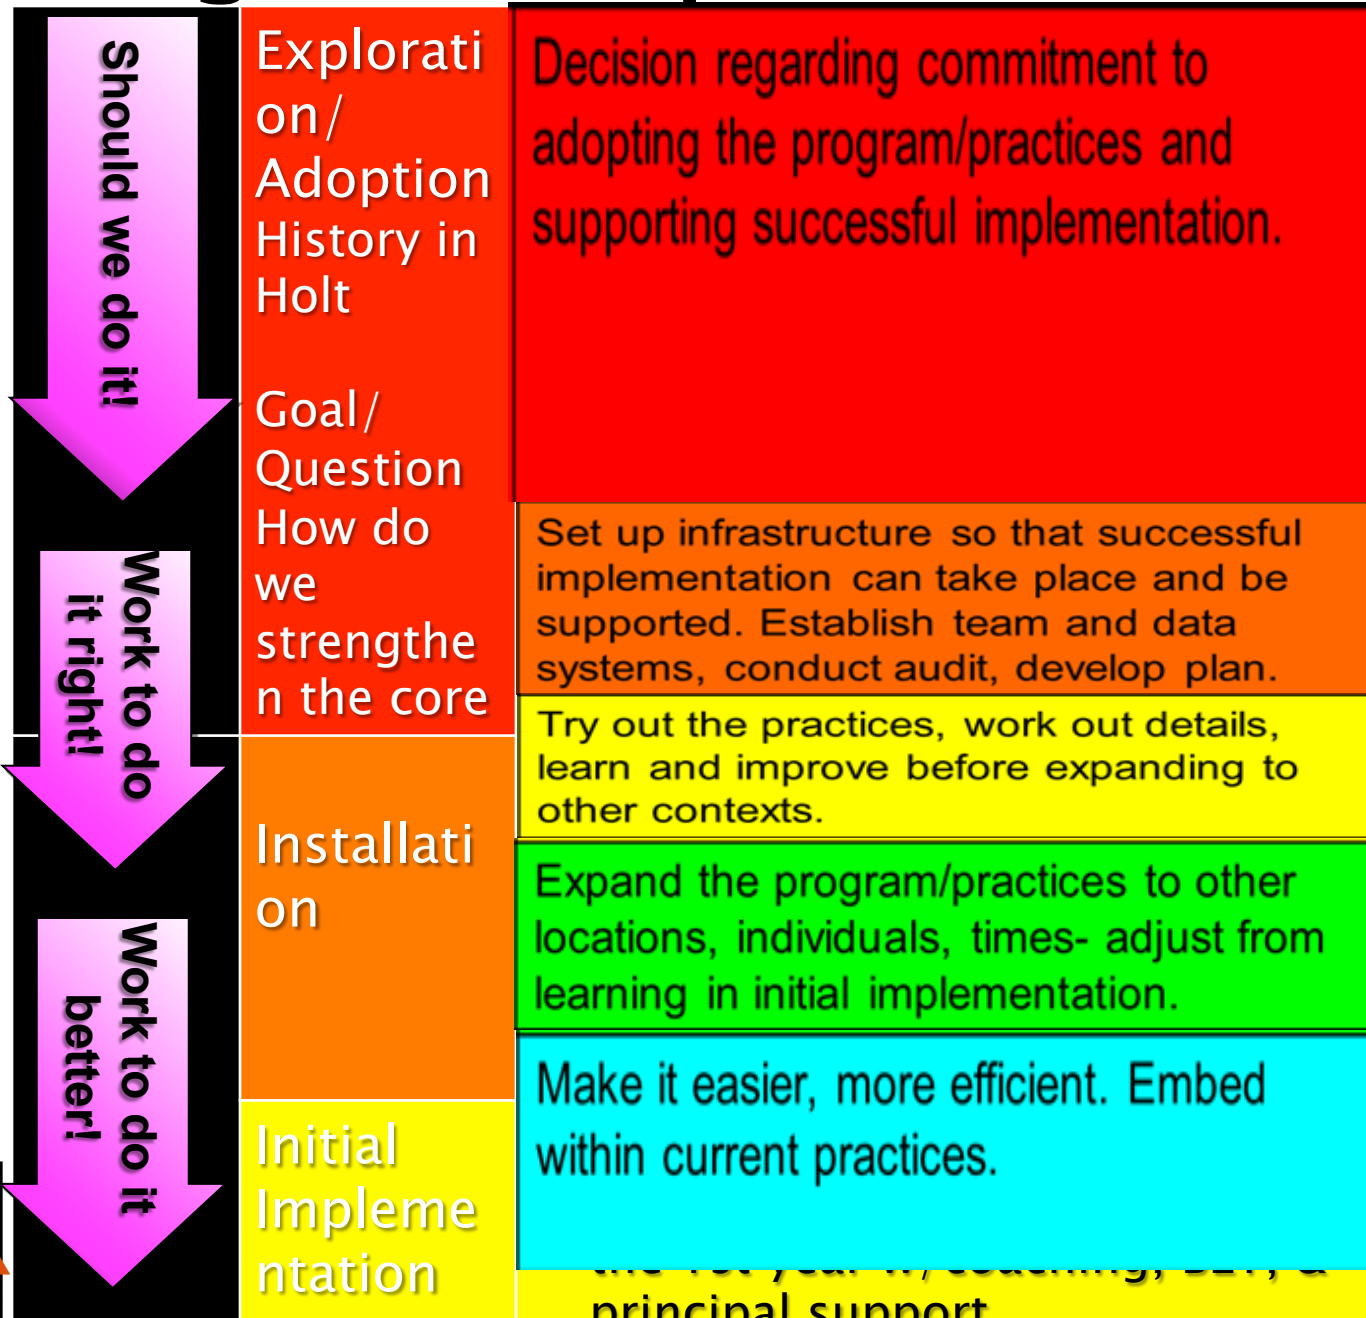 Should we do it!
Work to do
it right!
Work to do it
better!
Explorati
on/
Adoption
History in
Holt
Goal/
Question
How do
we
strengthe
n the core
Installati
on
Initial
Impleme
ntation
Decision regarding commitment to
adopting the program/practices and
supporting successful implementation.
Set up infrastructure so that successful
implementation can take place and be
supported. Establish team and data
systems, conduct audit, develop plan.
Try out the practices, work out details,
learn and improve before expanding to
other contexts.
Expand the program/practices to other
locations, individuals, times- adjust from
learning in initial implementation.
Make it easier, more efficient. Embed
within current practices.
year w/coaching, &
principal support